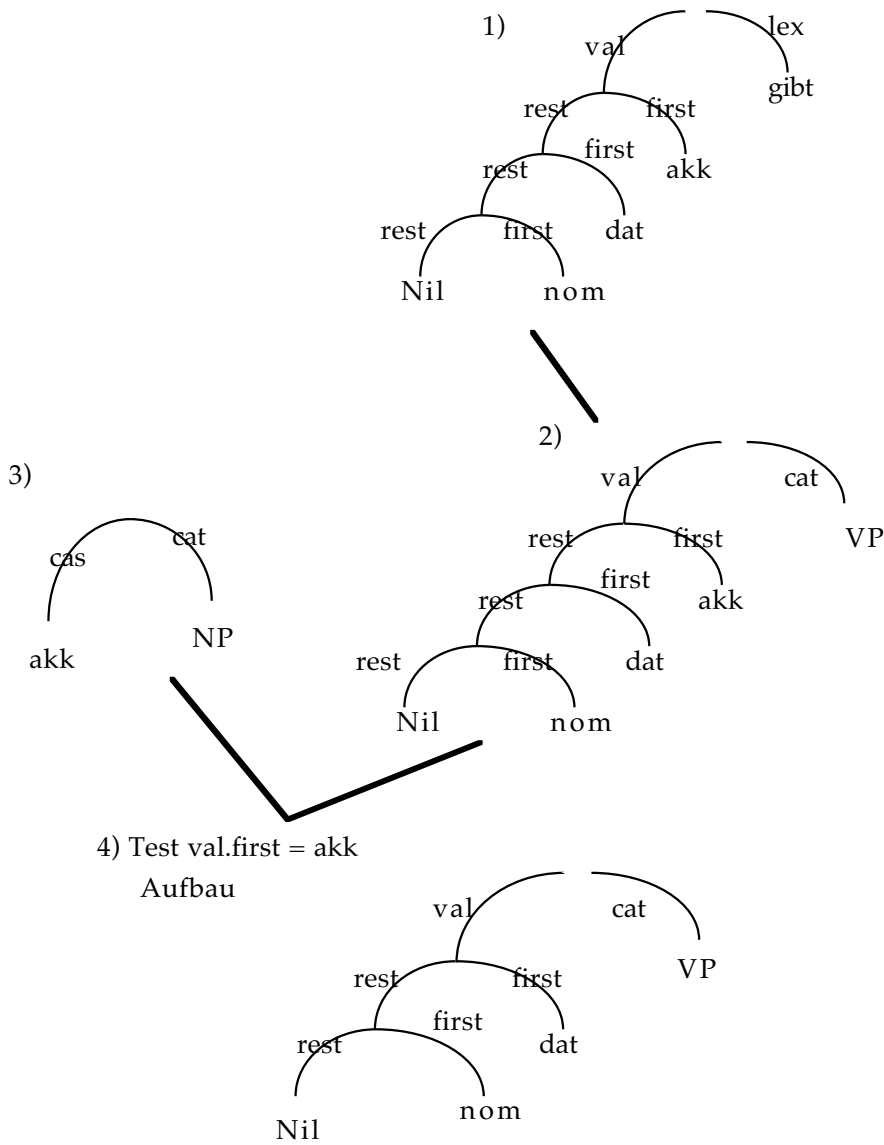 1)
lex
val
gibt
rest first
first
rest akk
rest first dat
Nil nom
2)
3)
val cat
cas cat
rest first VP
first
rest akk
NP
akk
rest first dat
Nil nom
4) Test val.first = akk
Aufbau
val cat
rest first VP
first
rest dat
Nil nom